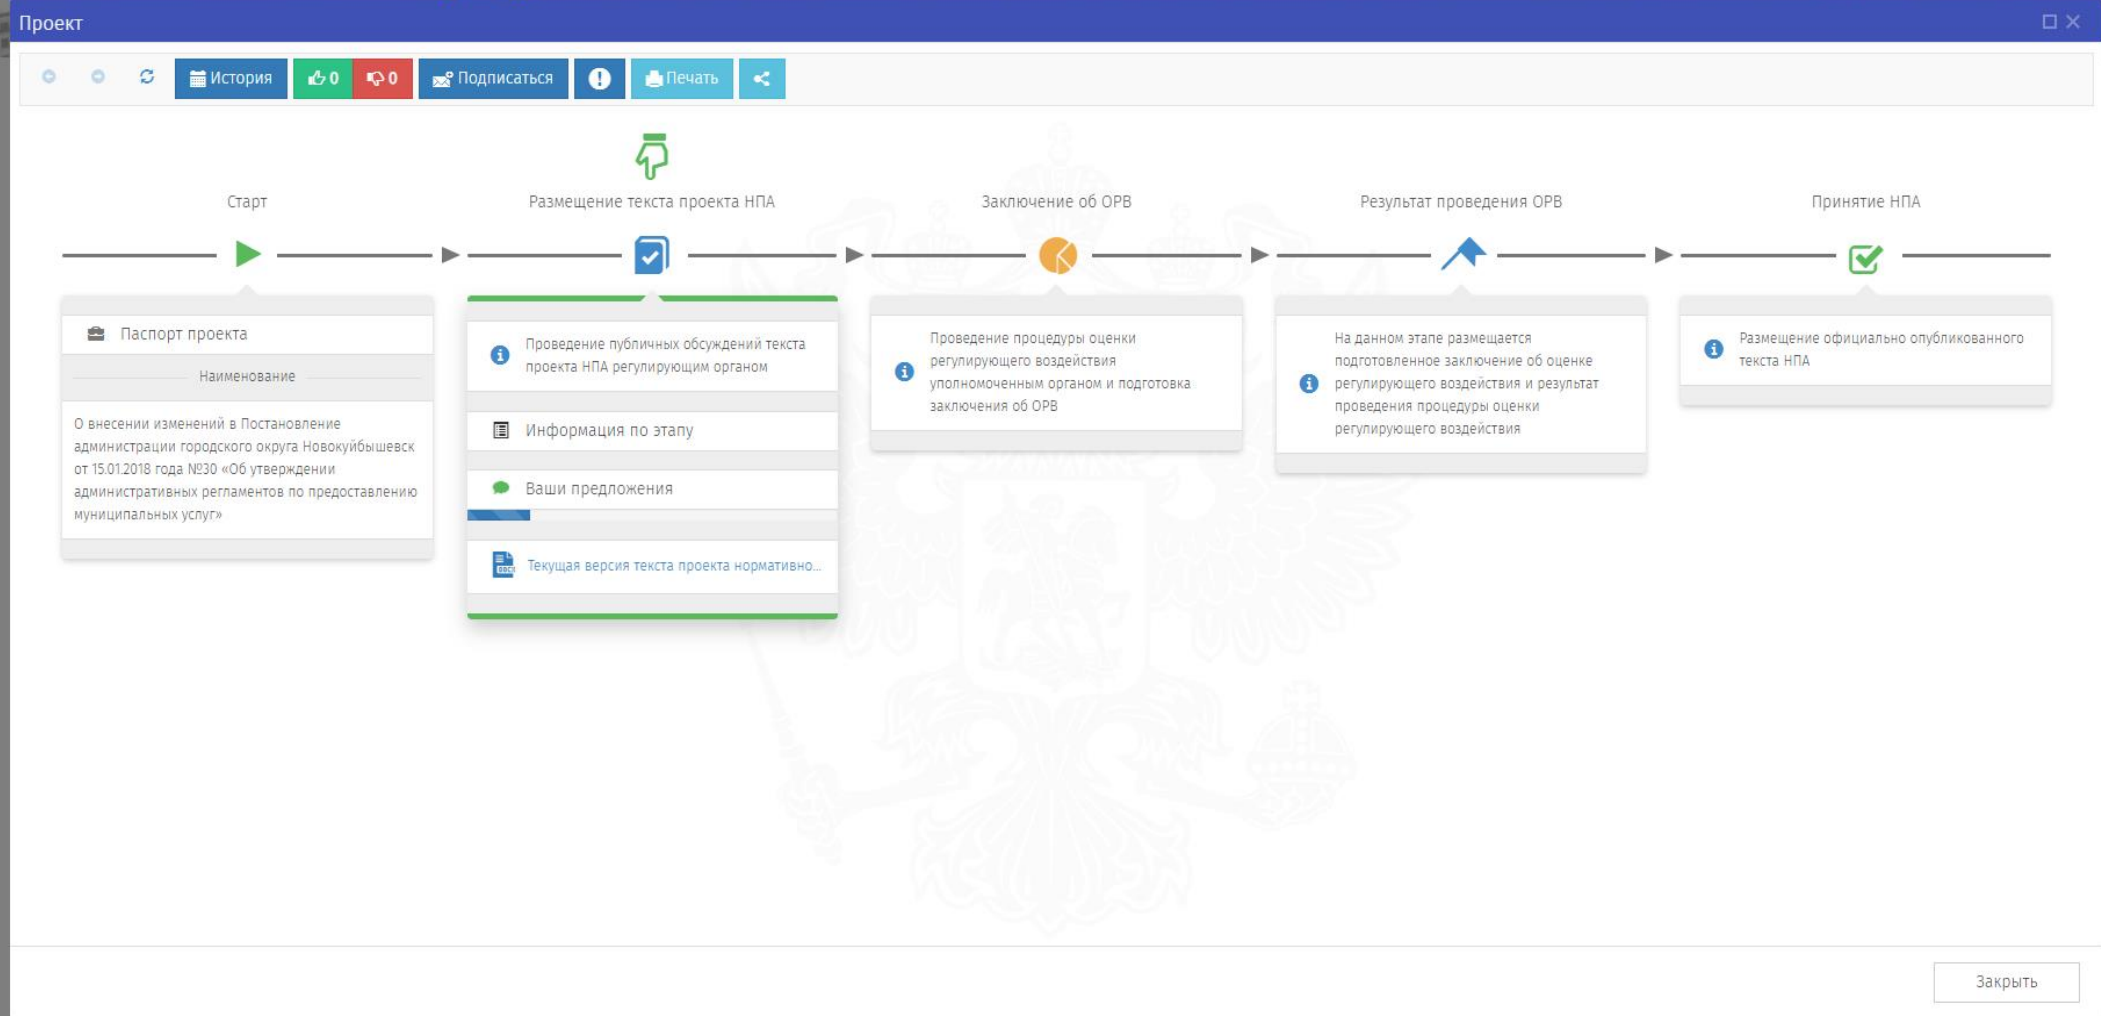 Проект
История
0
0
Подписаться
Печать
Старт
Размещение текста проекта НПА
Заключение об ОРВ
Результат проведения ОРВ
Принятие НПА
Паспорт проекта
Наименование
О внесении изменений в Постановление
администрации городского округа Новокуйбышевск
от 15.01.2018 года №30 «Об утверждении
административных регламентов по предоставлению
муниципальных услуг»
Проведение публичных обсуждений текста
проекта НПА регулирующим органом
Информация по этапу
Ваши предложения
DOCX
Текущая версия текста проекта нормативно...
Проведение процедуры оценки
регулирующего воздействия
уполномоченным органом и подготовка
заключения об ОРВ
На данном этапе размещается
подготовленное заключение об оценке
регулирующего воздействия и результат
проведения процедуры оценки
регулирующего воздействия
Размещение официально опубликованного
текста НПА
Закрыть